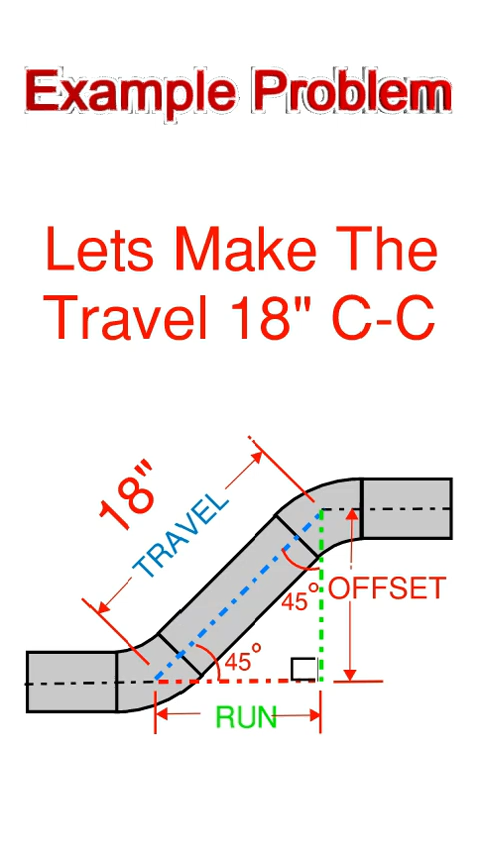 Example Problem
Lets Make The
Travel 18" C-C
18"
TRAVEL
45°
OFFSET
45°
RUN